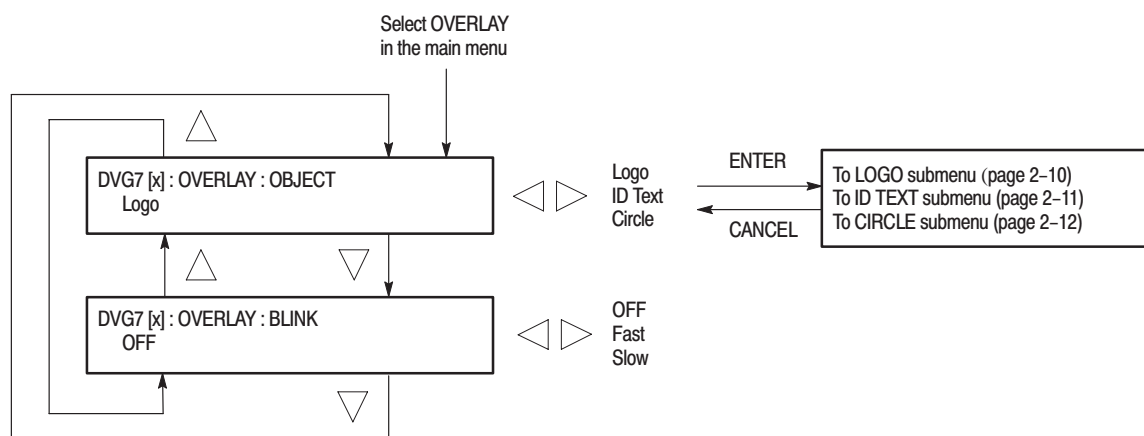 Select OVERLAY
in the main menu
DVG7 [x] : OVERLAY : OBJECT
Logo
Logo
ID Text
Circle
ENTER
CANCEL
To LOGO submenu (page 2–10)
To ID TEXT submenu (page 2–11)
To CIRCLE submenu (page 2–12)
DVG7 [x] : OVERLAY : BLINK
OFF
OFF
Fast
Slow